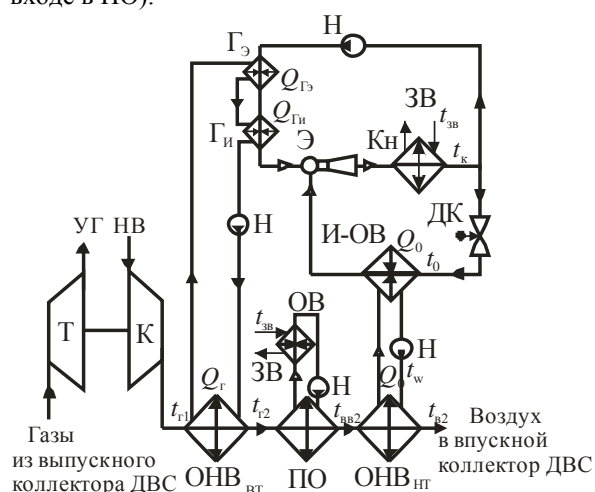 входе в ПО).
Н
Гэ
QГэ
QГи
Ги
Э
Кн
ЗВ
tзв
tк
ДК
УГ НВ
Н
И-ОВ
Q0
t0
ОВ
tзв
ЗВ
Н
Н
Т
К
Qг
Q0
tw
tг1
tг2
tвв2
tв2
Воздух
в впускной
коллектор ДВС
Газы
из выпускного
коллектора ДВС
ОНВВТ
ПО
ОНВНТ